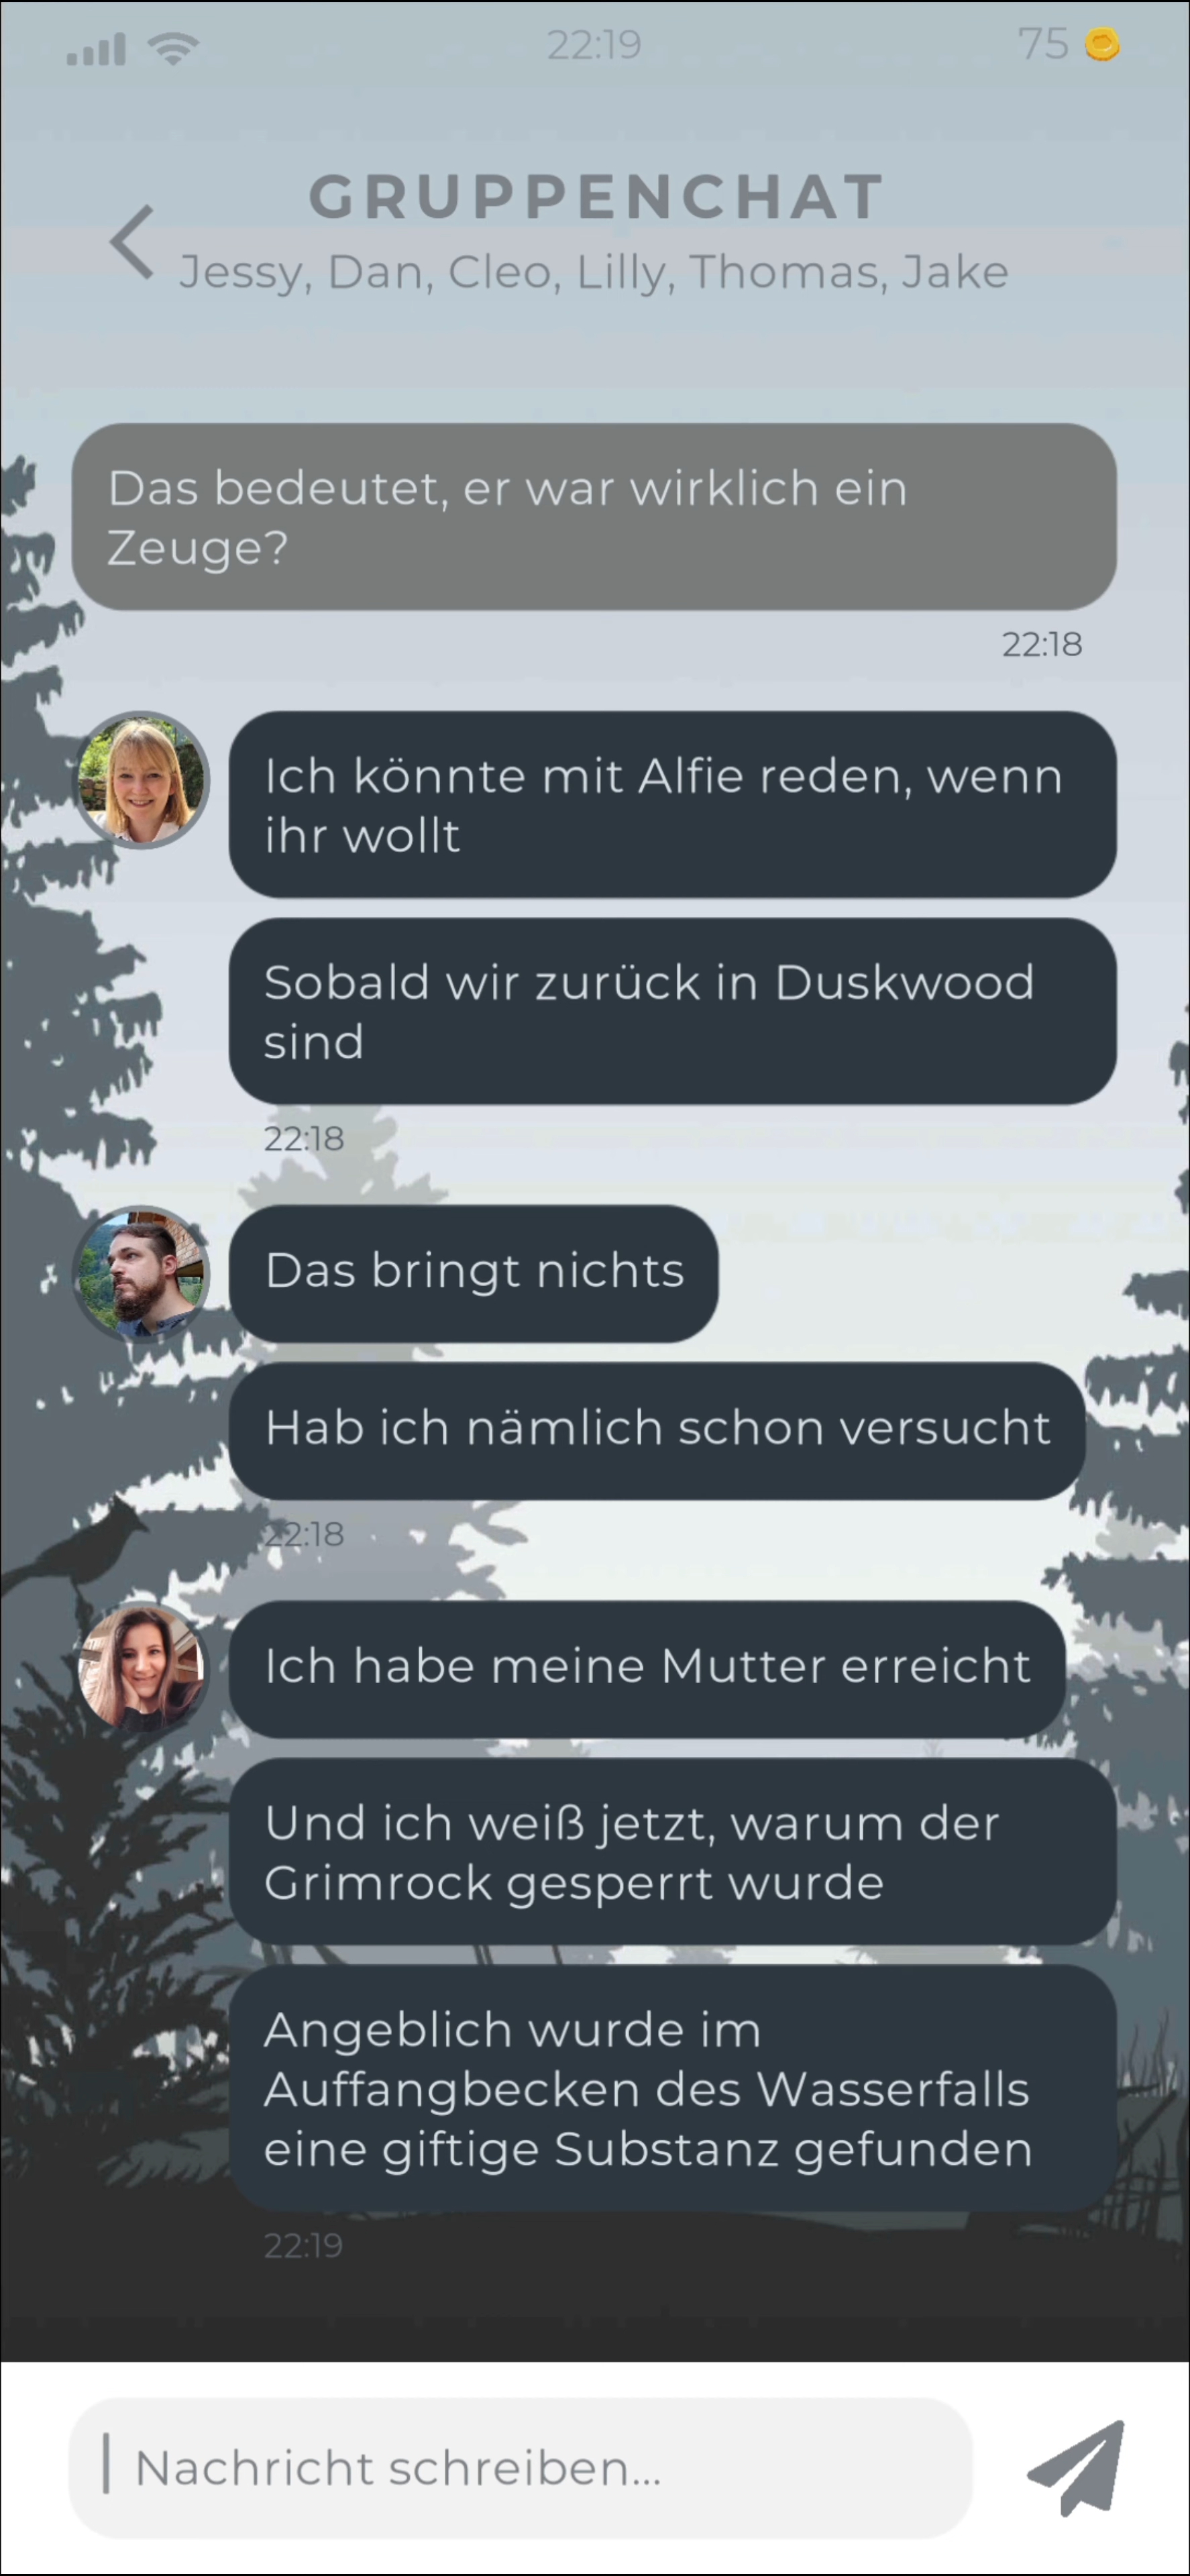 22:19
75
GRUPPENCHAT
Jessy, Dan, Cleo, Lilly, Thomas, Jake
Das bedeutet, er war wirklich ein
Zeuge?
22:18
Ich könnte mit Alfie reden, wenn
ihr wollt
Sobald wir zurück in Duskwood
sind
22:18
Das bringt nichts
Hab ich nämlich schon versucht
22:18
Ich habe meine Mutter erreicht
Und ich weiß jetzt, warum der
Grimrock gesperrt wurde
Angeblich wurde im
Auffangbecken des Wasserfalls
eine giftige Substanz gefunden
22:19
Nachricht schreiben...